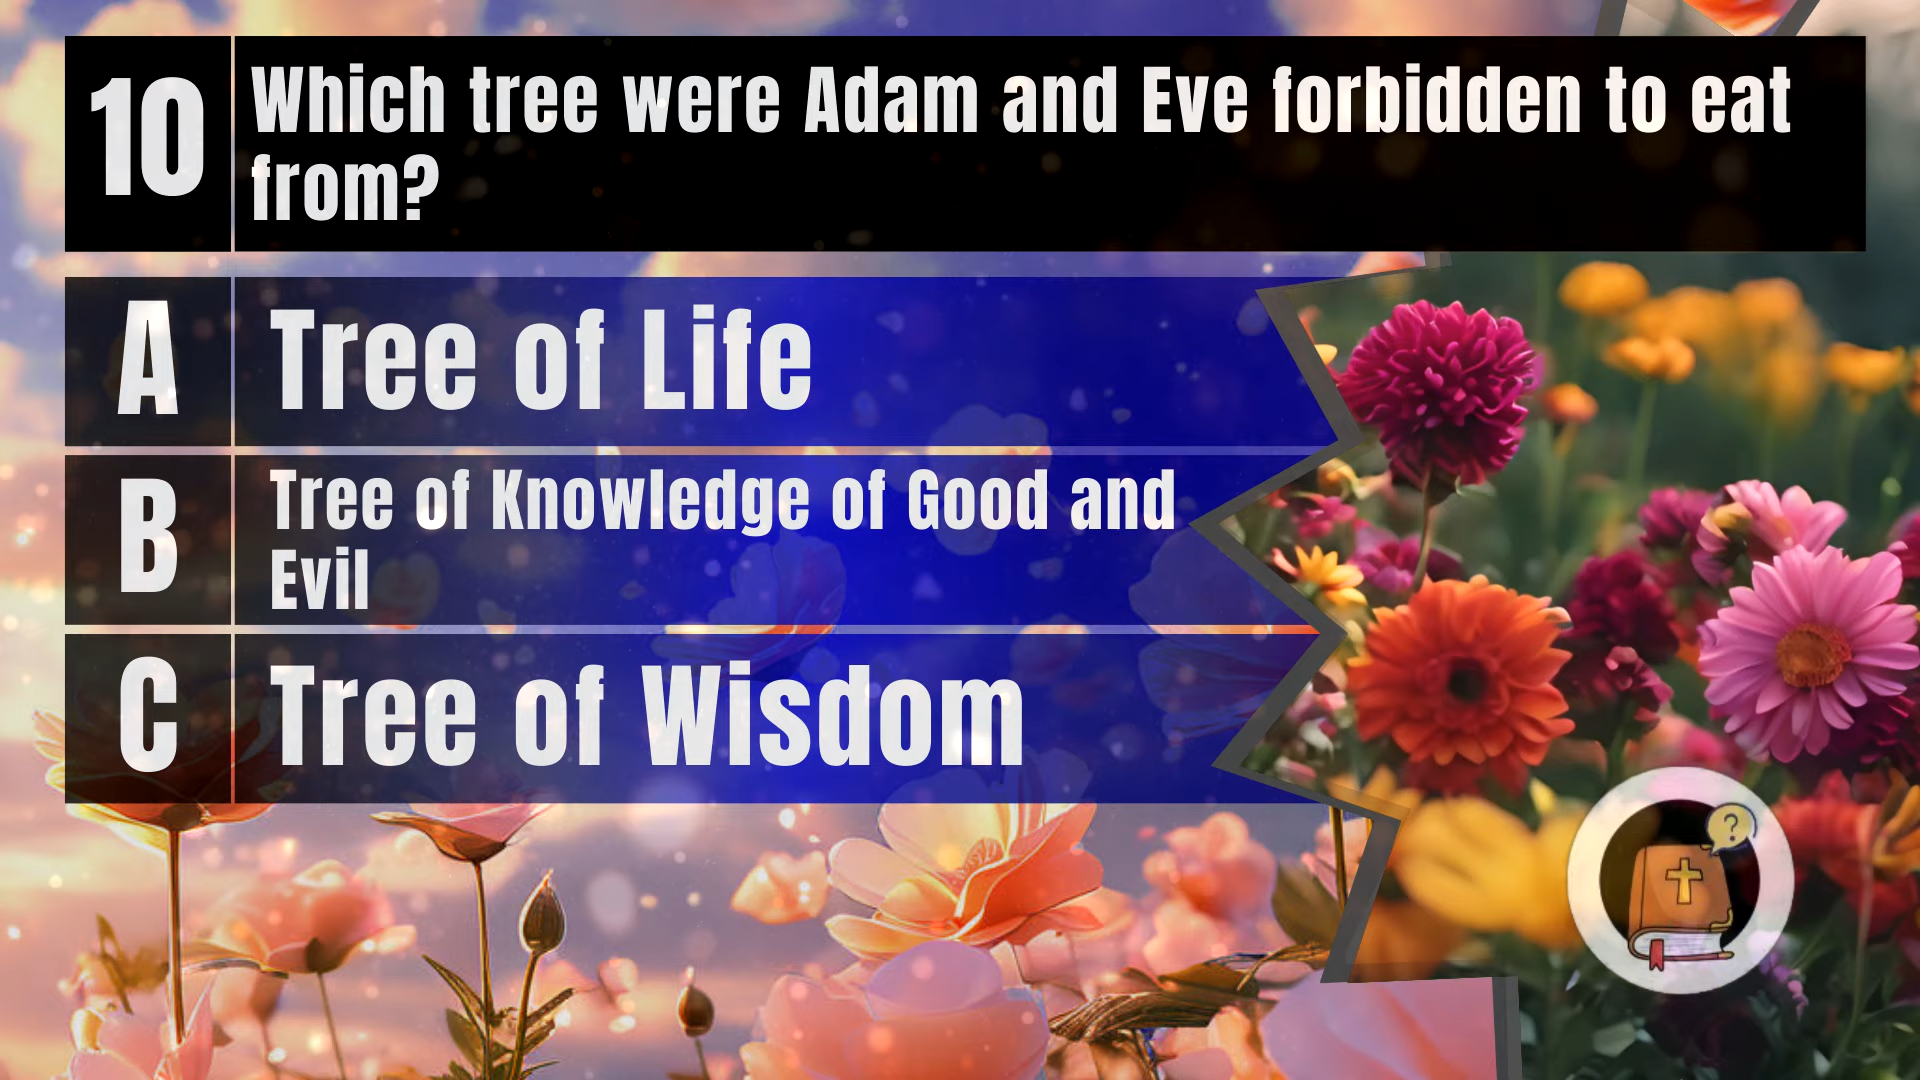 10
Which tree were Adam and Eve forbidden to eat
from?
A
Tree of Life
B
Tree of Knowledge of Good and
Evil
C
Tree of Wisdom
?